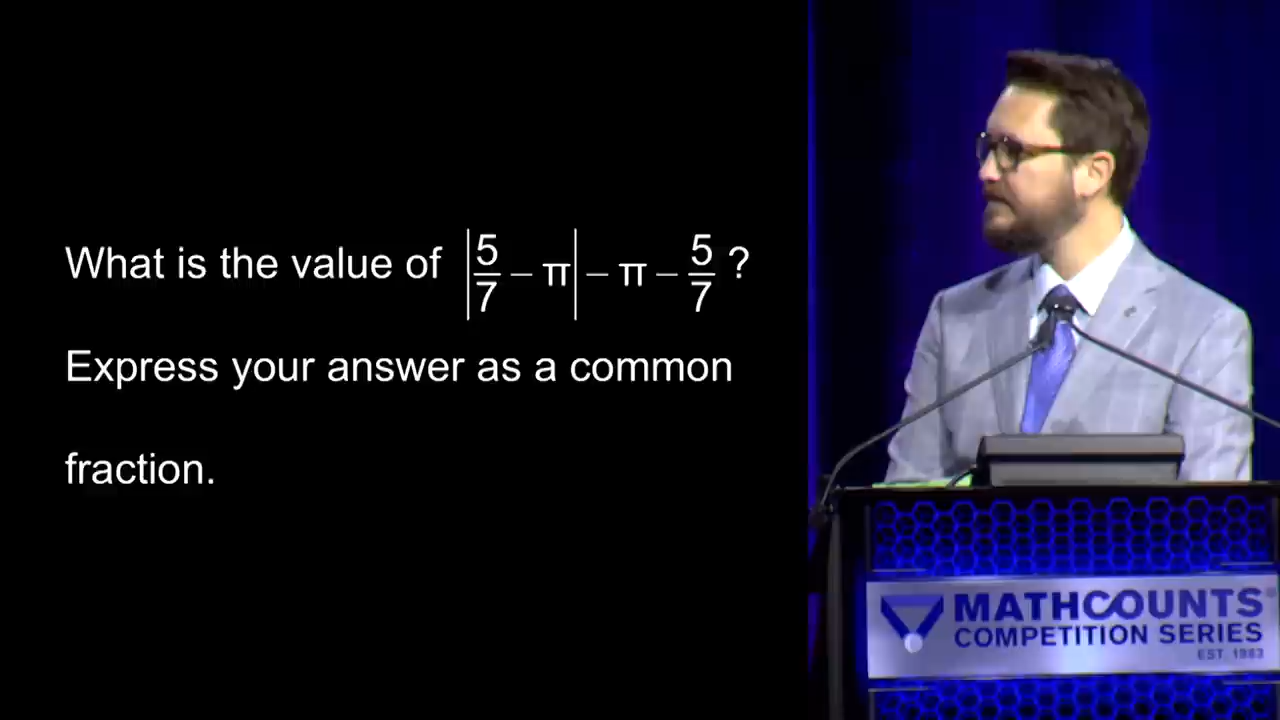 What is the value of |5/7 − π| − π − 5/7 ?
Express your answer as a common
fraction.
MATHCOUNTS
COMPETITION SERIES
EST. 1983